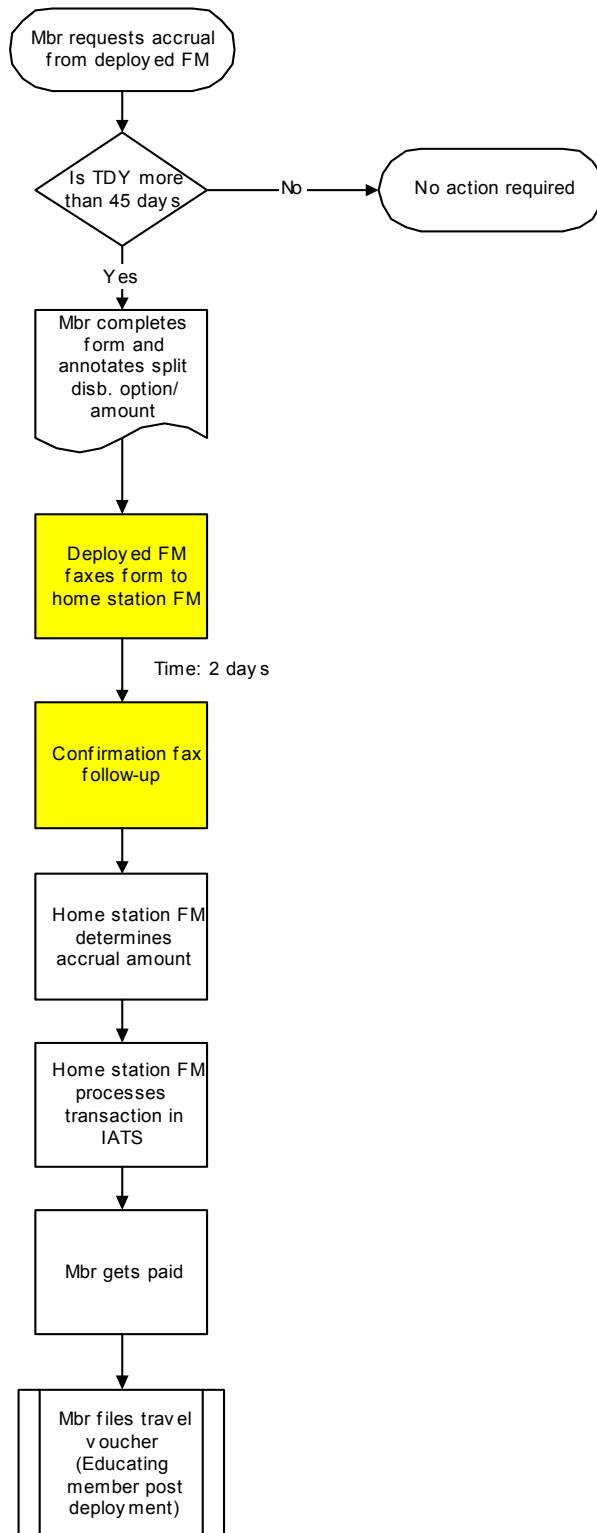 Mbr requests accrual
from deployed FM
Is TDY more
than 45 days
No
No action required
Yes
Mbr completes
form and
annotates split
disb. option/
amount
Deployed FM
faxes form to
home station FM
Time: 2 days
Confirmation fax
follow-up
Home station FM
determines
accrual amount
Home station FM
processes
transaction in
IATS
Mbr gets paid
Mbr files travel
voucher
(Educating
member post
deployment)